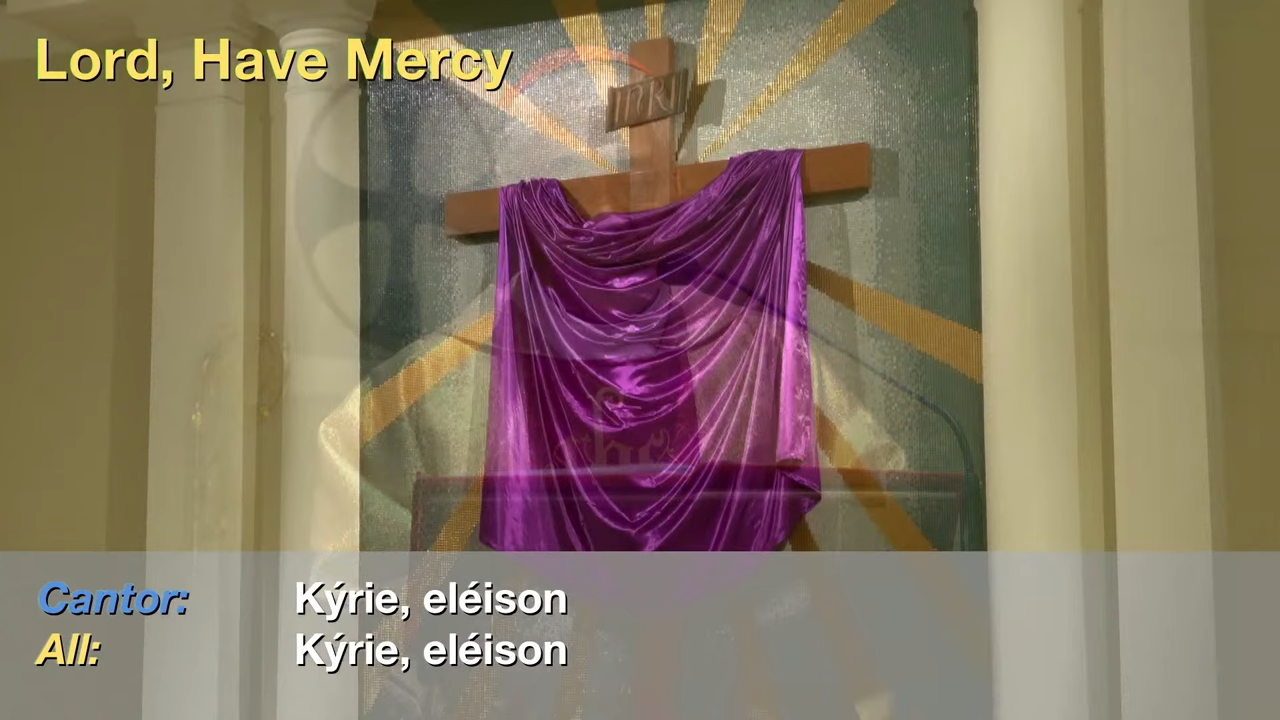 Lord, Have Mercy
INRI
Cantor: Kýrie, eléison
All: Kýrie, eléison